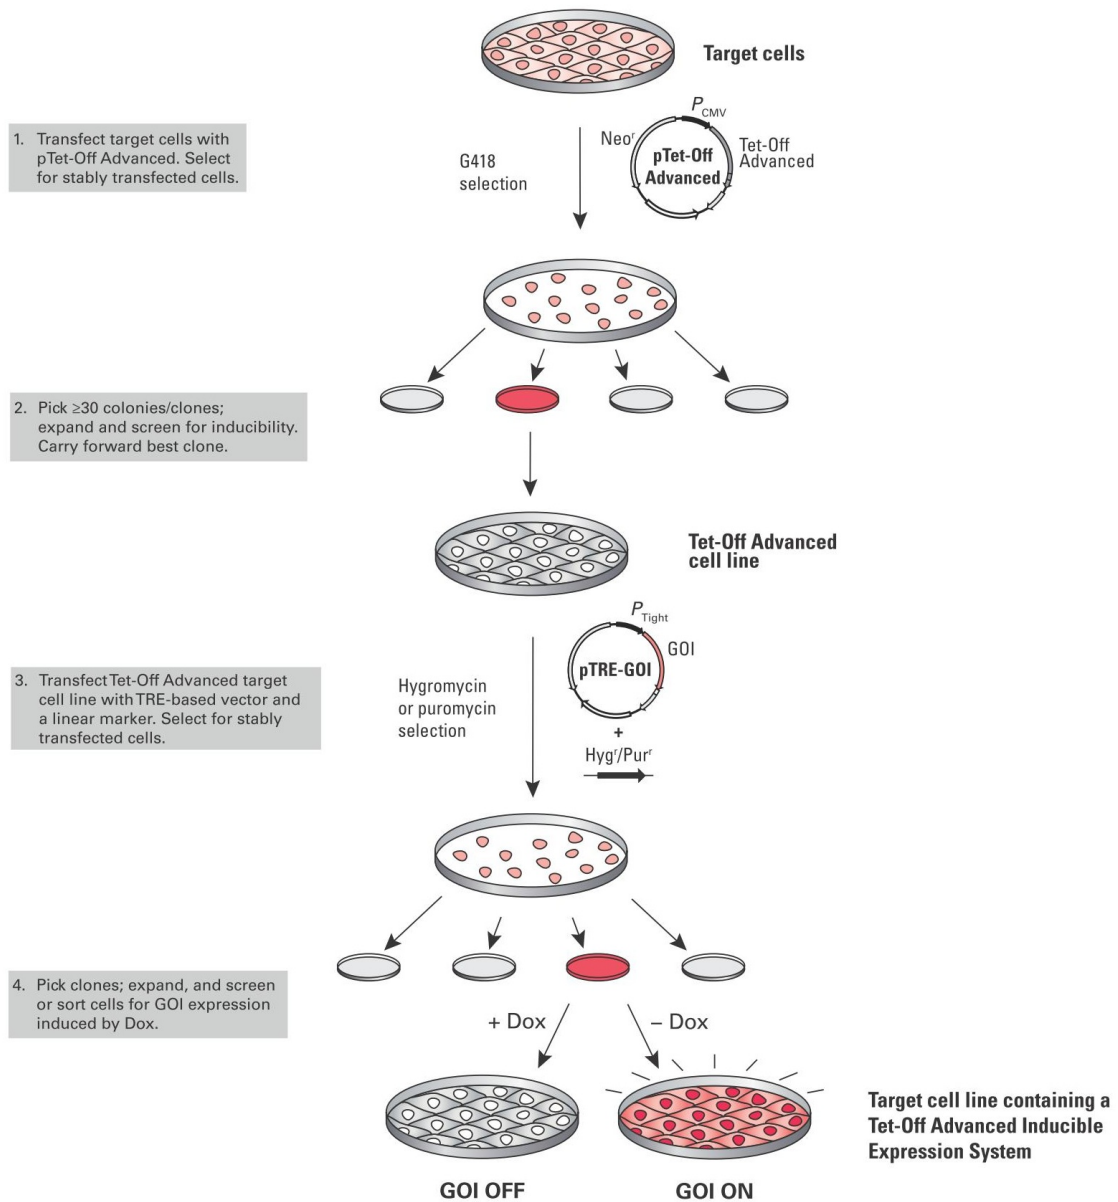 Target cells
1. Transfect target cells with
pTet-Off Advanced. Select
for stably transfected cells.
G418
selection
P CMV
Neoʳ
Tet-Off
Advanced
pTet-Off
Advanced
2. Pick ≥30 colonies/clones;
expand and screen for inducibility.
Carry forward best clone.
Tet-Off Advanced
cell line
3. Transfect Tet-Off Advanced target
cell line with TRE-based vector and
a linear marker. Select for stably
transfected cells.
Hygromycin
or puromycin
selection
P Tight
GOI
pTRE-GOI
+
Hygʳ/Purʳ
4. Pick clones; expand, and screen
or sort cells for GOI expression
induced by Dox.
+ Dox
– Dox
Target cell line containing a
Tet-Off Advanced Inducible
Expression System
GOI OFF
GOI ON